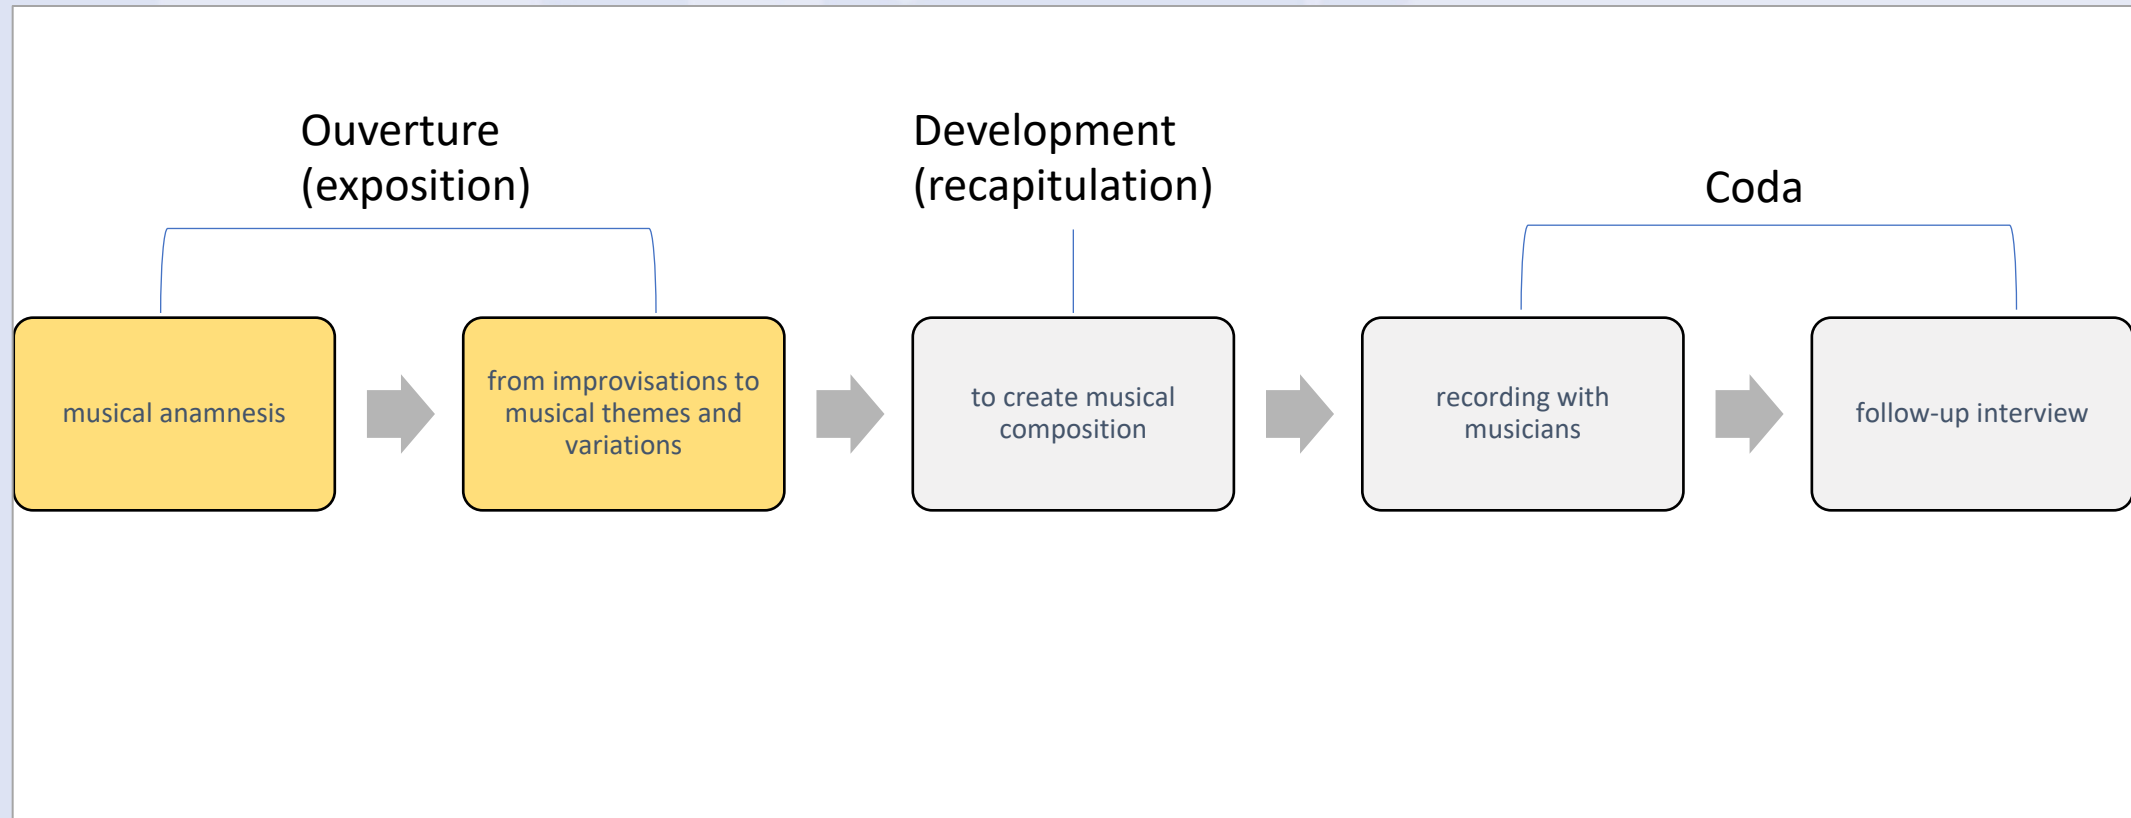 Ouverture
(exposition)
Development
(recapitulation)
Coda
musical anamnesis
from improvisations to
musical themes and
variations
to create musical
composition
recording with
musicians
follow-up interview